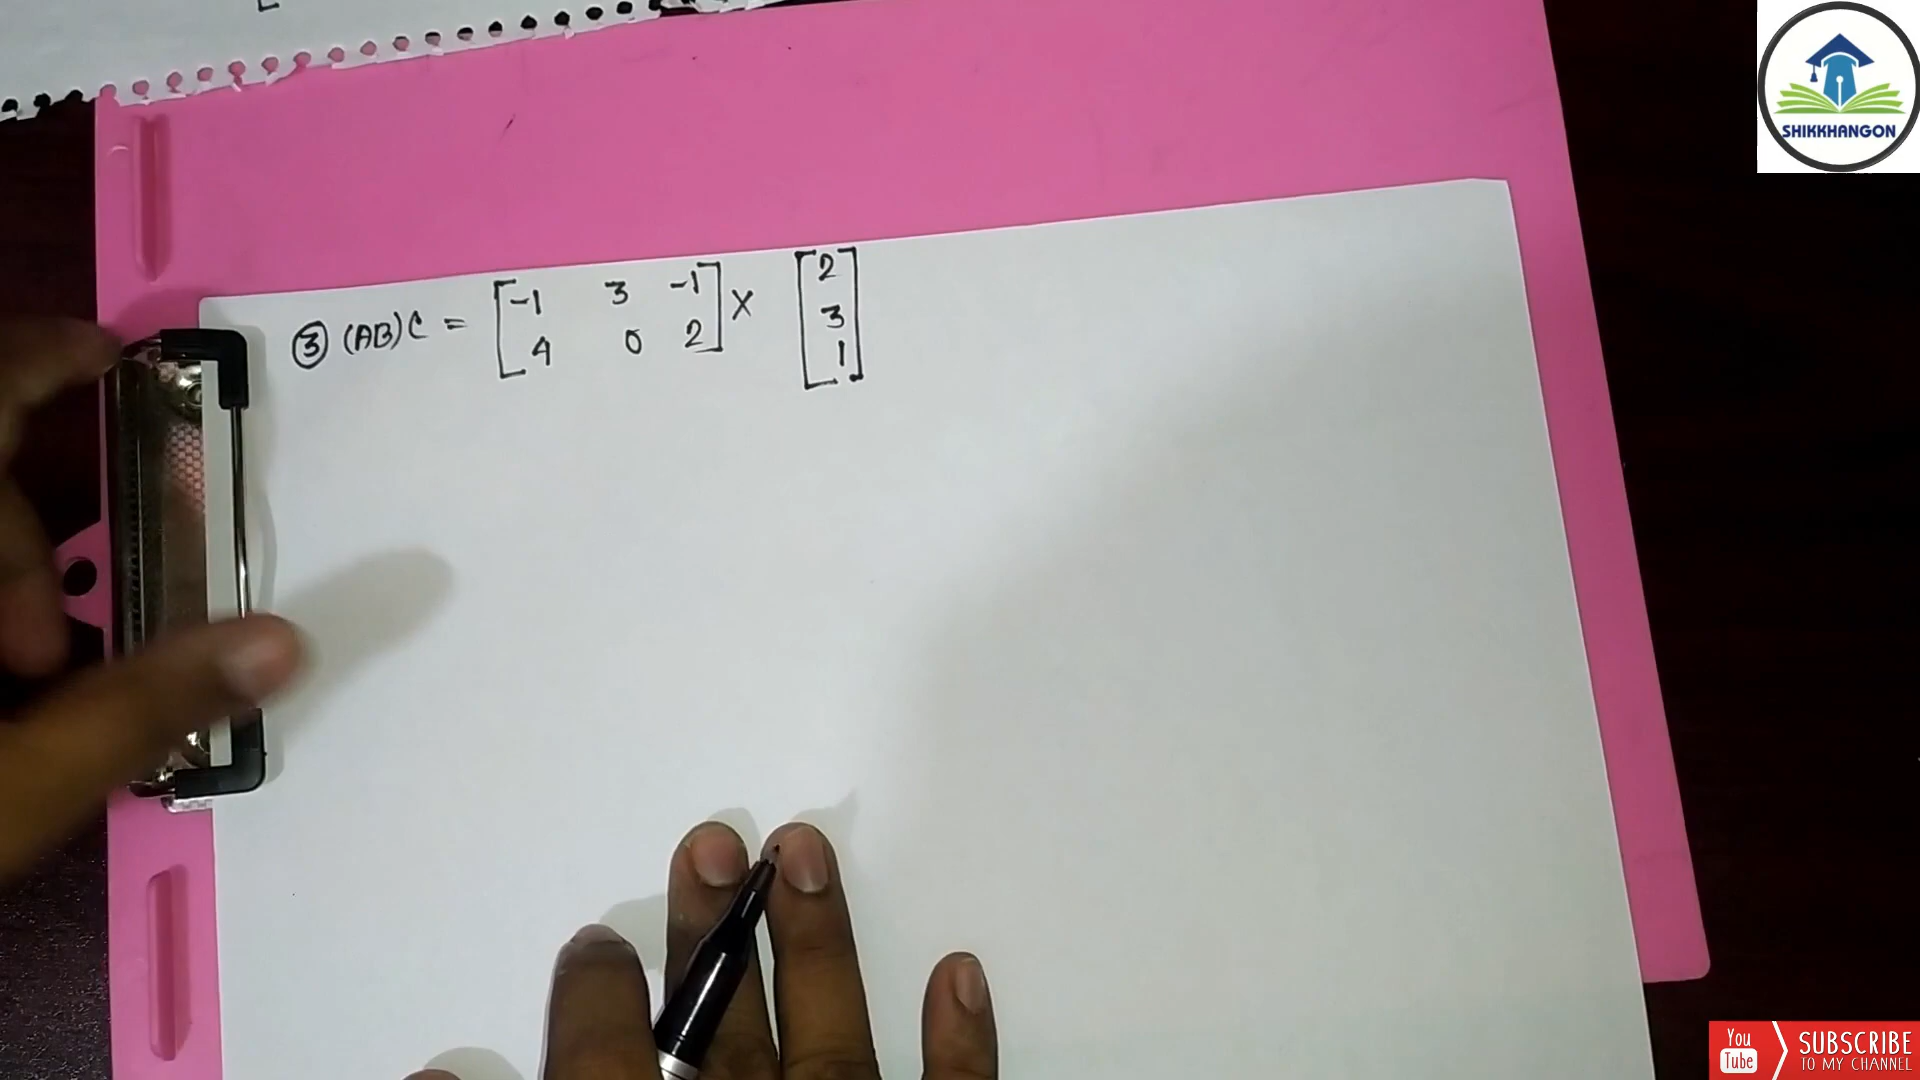 SHIKKHANGON
③ (AB)C = [-1 3 -1] × [2]
[4 0 2] [3]
[1]
You Tube SUBSCRIBE
TO MY CHANNEL